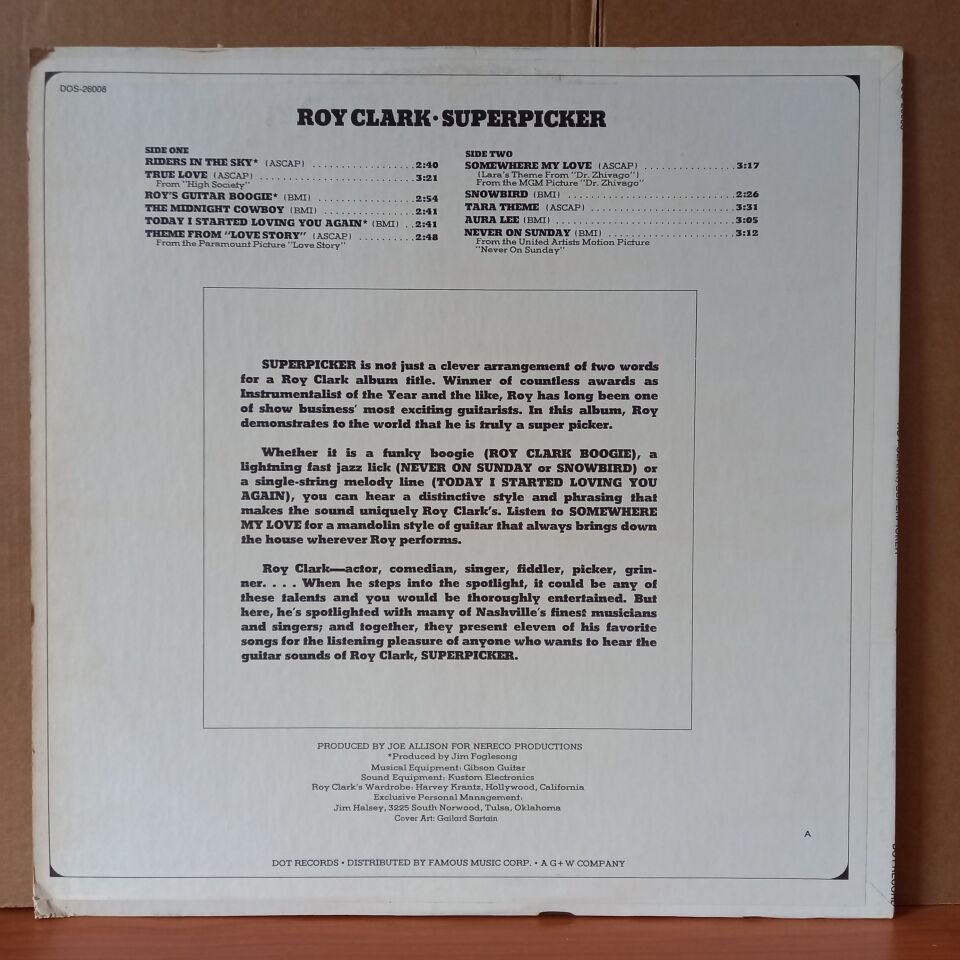 DOS-26008
ROY CLARK • SUPERPICKER
SIDE ONE
RIDERS IN THE SKY* (ASCAP) ................. 2:40
TRUE LOVE (ASCAP) ......................... 3:21
From "High Society"
ROY'S GUITAR BOOGIE* (BMI) ................ 2:54
THE MIDNIGHT COWBOY (BMI) ................ 2:41
TODAY I STARTED LOVING YOU AGAIN* (BMI) .. 2:41
THEME FROM "LOVE STORY" (ASCAP) .......... 2:48
From the Paramount Picture "Love Story"
SIDE TWO
SOMEWHERE MY LOVE (ASCAP) ............... 3:17
(Lara's Theme From "Dr. Zhivago")
From the MGM Picture "Dr. Zhivago"
SNOWBIRD (BMI) ........................... 2:26
TARA THEME (ASCAP) ....................... 3:31
AURA LEE (BMI) ............................ 3:05
NEVER ON SUNDAY (BMI) .................... 3:12
From the United Artists Motion Picture
"Never On Sunday"
SUPERPICKER is not just a clever arrangement of two words
for a Roy Clark album title. Winner of countless awards as
Instrumentalist of the Year and the like, Roy has long been one
of show business' most exciting guitarists. In this album, Roy
demonstrates to the world that he is truly a super picker.
Whether it is a funky boogie (ROY CLARK BOOGIE), a
lightning fast jazz lick (NEVER ON SUNDAY or SNOWBIRD) or
a single-string melody line (TODAY I STARTED LOVING YOU
AGAIN), you can hear a distinctive style and phrasing that
makes the sound uniquely Roy Clark's. Listen to SOMEWHERE
MY LOVE for a mandolin style of guitar that always brings down
the house wherever Roy performs.
Roy Clark—actor, comedian, singer, fiddler, picker, grin-
ner. . . . When he steps into the spotlight, it could be any of
these talents and you would be thoroughly entertained. But
here, he's spotlighted with many of Nashville's finest musicians
and singers; and together, they present eleven of his favorite
songs for the listening pleasure of anyone who wants to hear the
guitar sounds of Roy Clark, SUPERPICKER.
PRODUCED BY JOE ALLISON FOR NERECO PRODUCTIONS
*Produced by Jim Foglesong
Musical Equipment: Gibson Guitar
Sound Equipment: Kustom Electronics
Roy Clark's Wardrobe: Harvey Krantz, Hollywood, California
Exclusive Personal Management:
Jim Halsey, 3225 South Norwood, Tulsa, Oklahoma
Cover Art: Gailard Sartain
A
DOT RECORDS • DISTRIBUTED BY FAMOUS MUSIC CORP. • A G+W COMPANY